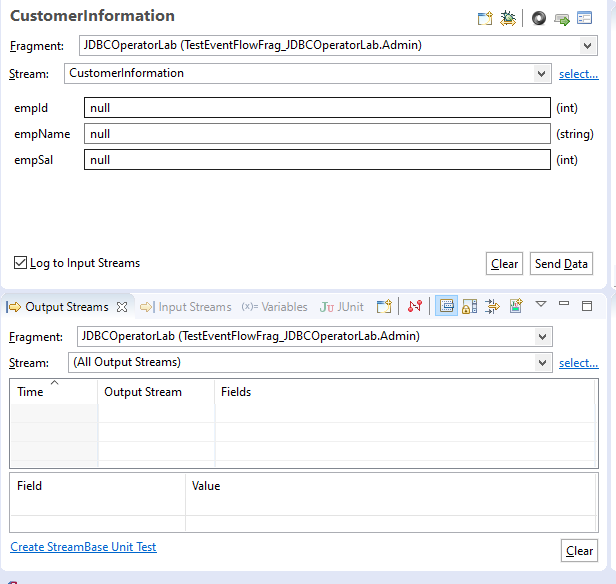 CustomerInformation
Fragment: JDBCOperatorLab (TestEventFlowFrag_JDBCOperatorLab.Admin)
Stream: CustomerInformation select...
empId null (int)
empName null (string)
empSal null (int)
Log to Input Streams Clear Send Data
Output Streams Input Streams (x)= Variables JU JUnit
Fragment: JDBCOperatorLab (TestEventFlowFrag_JDBCOperatorLab.Admin)
Stream: (All Output Streams) select...
Time Output Stream Fields
Field Value
Create StreamBase Unit Test Clear